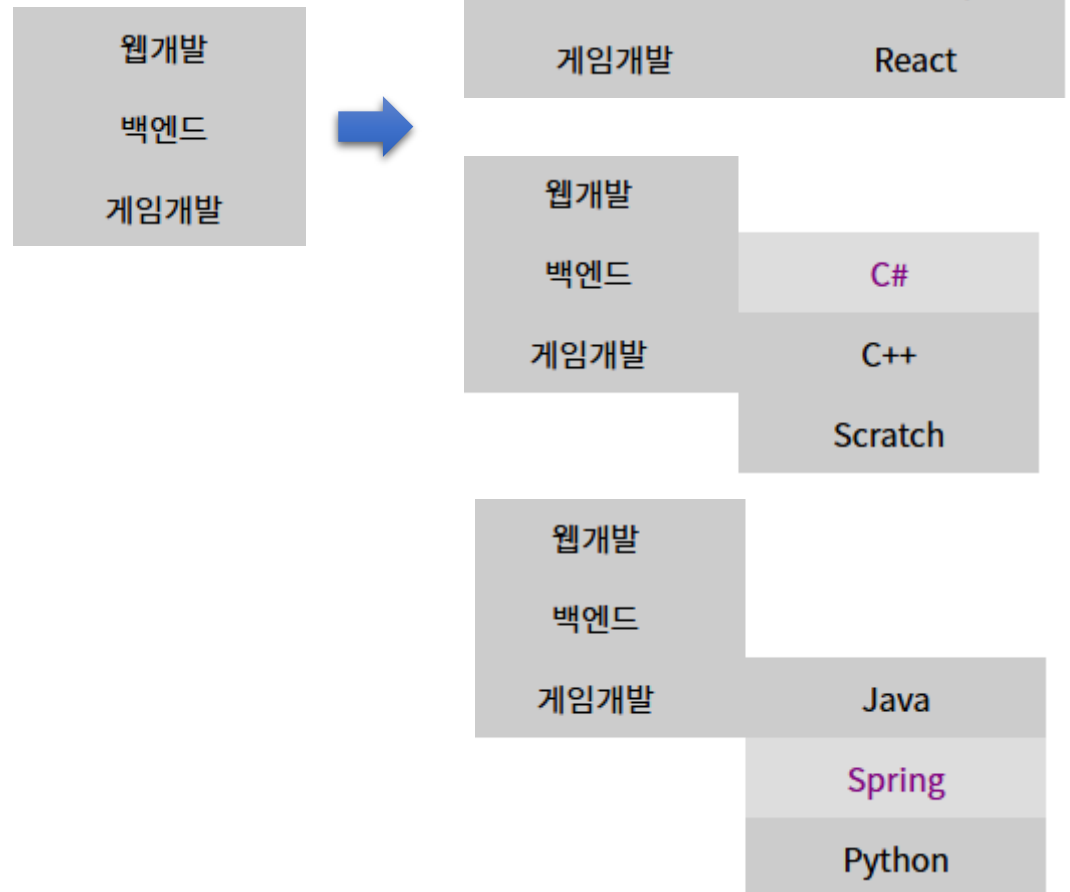 웹개발
백엔드
게임개발
게임개발 React
웹개발
백엔드 C#
게임개발 C++
Scratch
웹개발
백엔드
게임개발 Java
Spring
Python